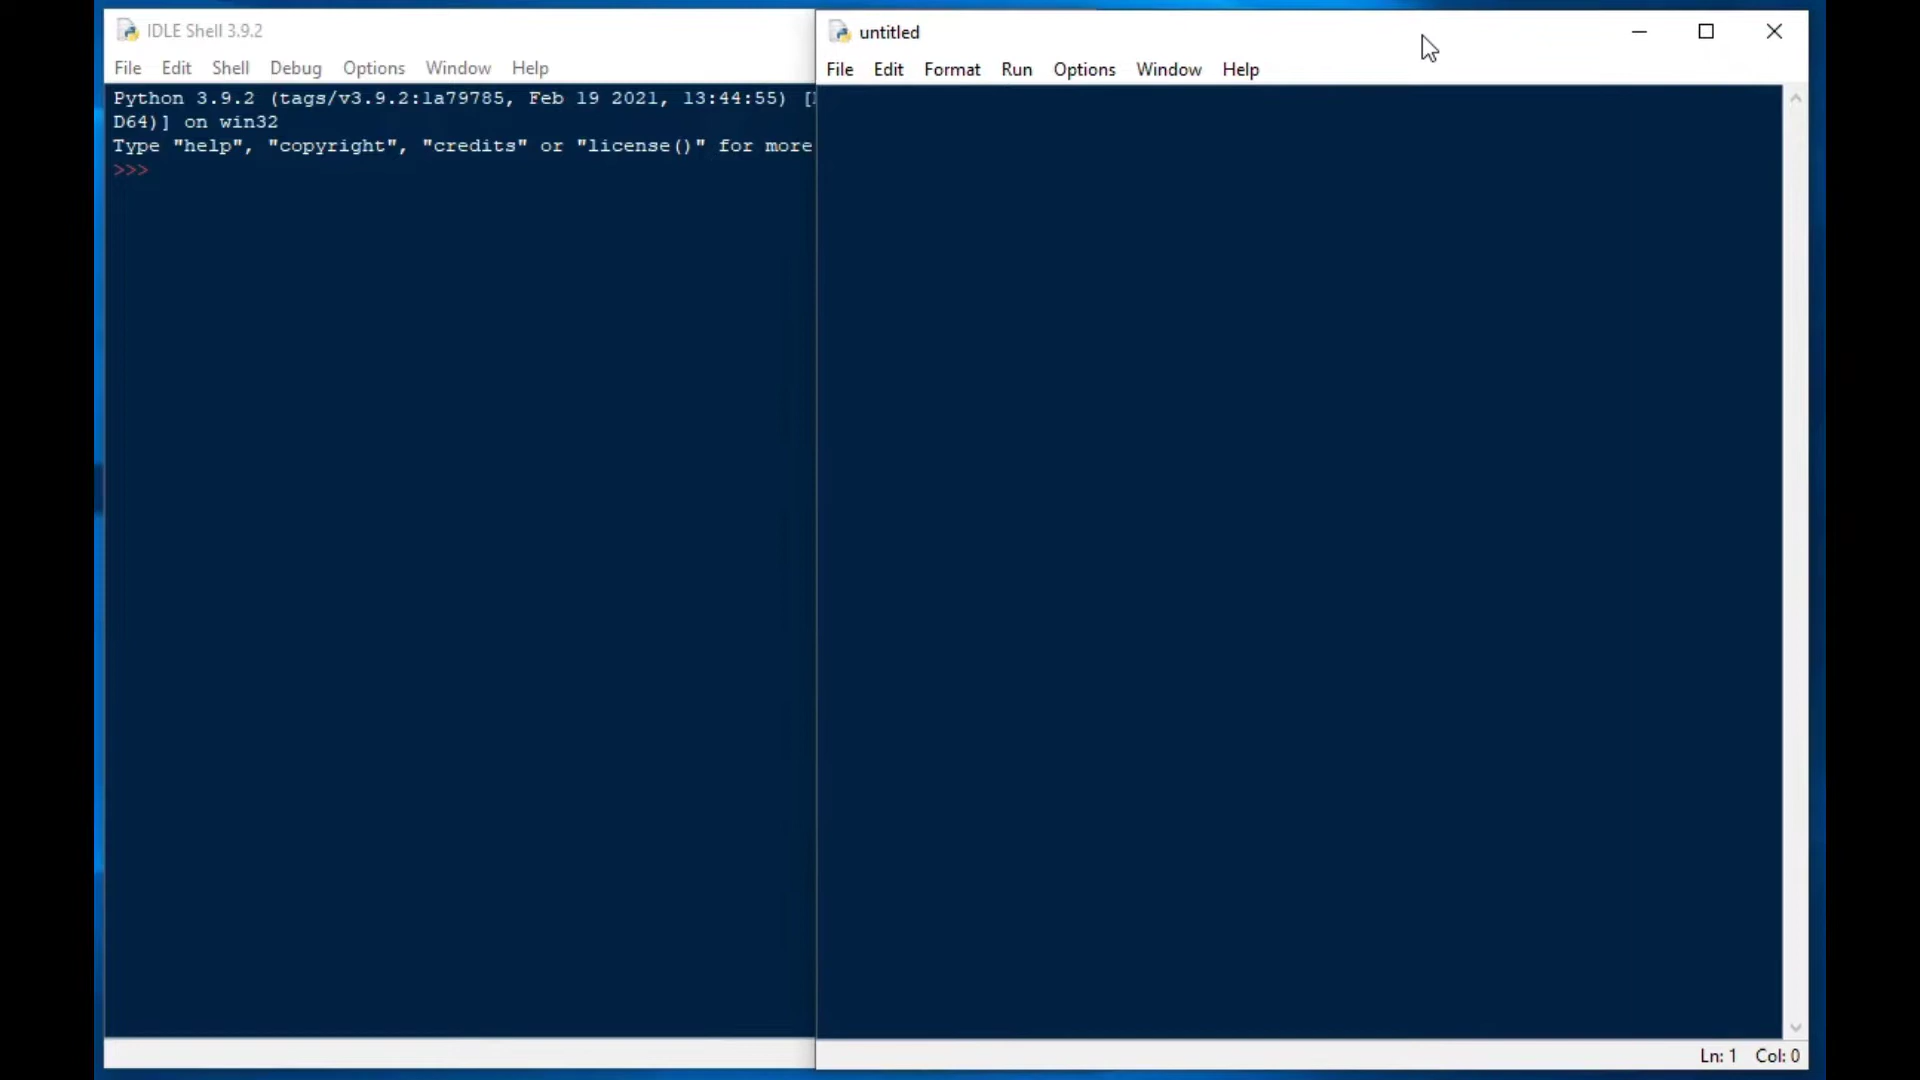 IDLE Shell 3.9.2
File Edit Shell Debug Options Window Help
Python 3.9.2 (tags/v3.9.2:1a79785, Feb 19 2021, 13:44:55) [
D64)] on win32
Type "help", "copyright", "credits" or "license()" for more
>>>
untitled
File Edit Format Run Options Window Help
Ln: 1 Col: 0